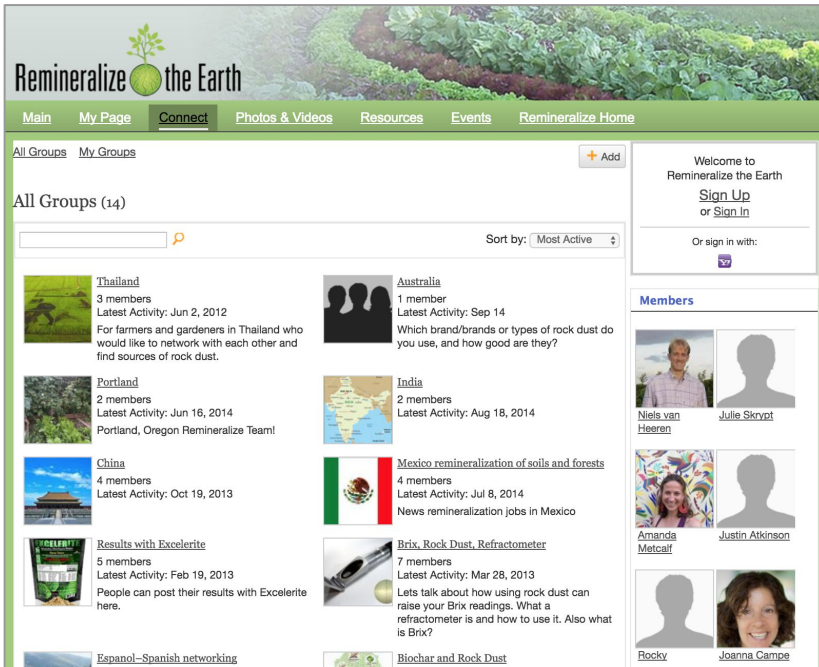 Remineralize the Earth
Main My Page Connect Photos & Videos Resources Events Remineralize Home
All Groups My Groups
+ Add
All Groups (14)
Sort by: Most Active
Thailand
3 members
Latest Activity: Jun 2, 2012
For farmers and gardeners in Thailand who
would like to network with each other and
find sources of rock dust.
Australia
1 member
Latest Activity: Sep 14
Which brand/brands or types of rock dust do
you use, and how good are they?
Portland
2 members
Latest Activity: Jun 16, 2014
Portland, Oregon Remineralize Team!
India
2 members
Latest Activity: Aug 18, 2014
China
4 members
Latest Activity: Oct 19, 2013
Mexico remineralization of soils and forests
4 members
Latest Activity: Jul 8, 2014
News remineralization jobs in Mexico
EXCELERITE
Results with Excelerite
5 members
Latest Activity: Feb 19, 2013
People can post their results with Excelerite
here.
Brix, Rock Dust, Refractometer
7 members
Latest Activity: Mar 28, 2013
Lets talk about how using rock dust can
raise your Brix readings. What a
refractometer is and how to use it. Also what
is Brix?
Espanol–Spanish networking
Biochar and Rock Dust
Welcome to
Remineralize the Earth
Sign Up
or Sign In
Or sign in with:
Y!
Members
Niels van
Heeren
Julie Skrypt
Amanda
Metcalf
Justin Atkinson
Rocky
Joanna Campe